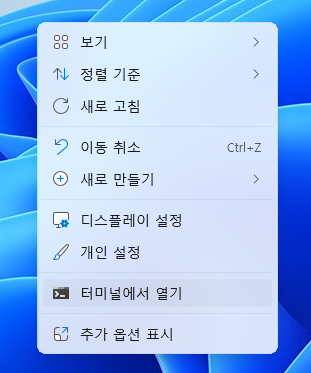 보기
정렬 기준
새로 고침
이동 취소 Ctrl+Z
새로 만들기
디스플레이 설정
개인 설정
터미널에서 열기
추가 옵션 표시